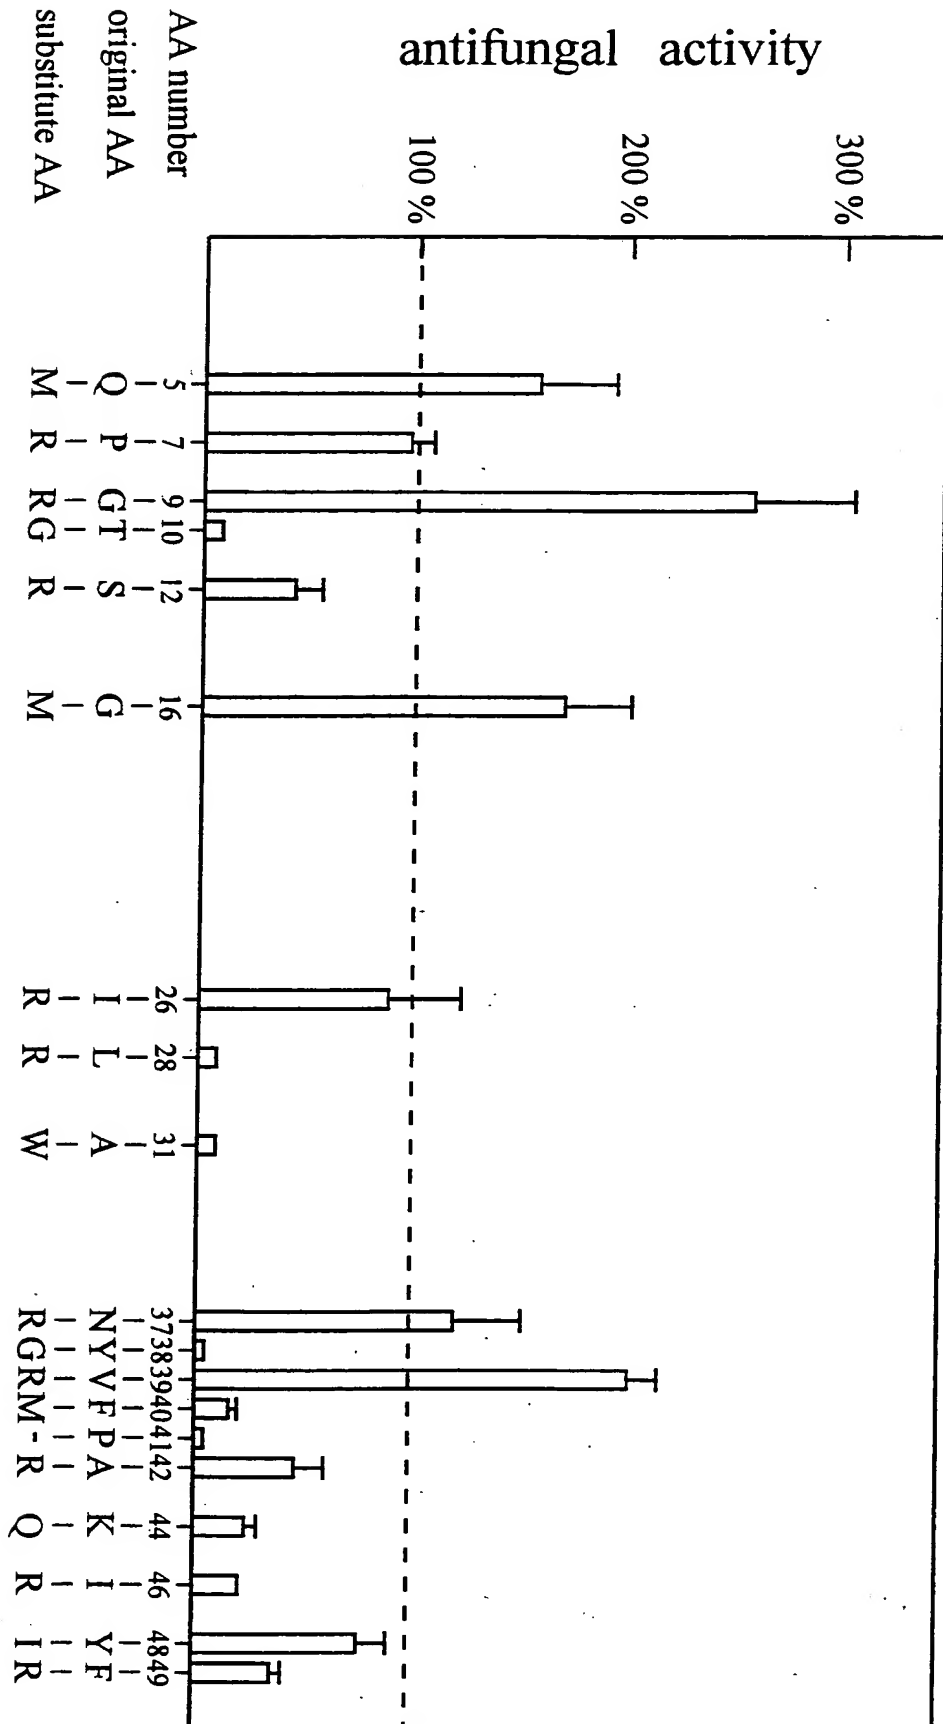 antifungal activity
300 %
200 %
100 %
AA number 5 7 9 10 12 16 26 28 31 37 38 39 40 41 42 44 46 48 49
original AA Q P G T S G I L A N Y V F P A K I Y F
substitute AA M R R G R M R R W R G R M - R Q R I R